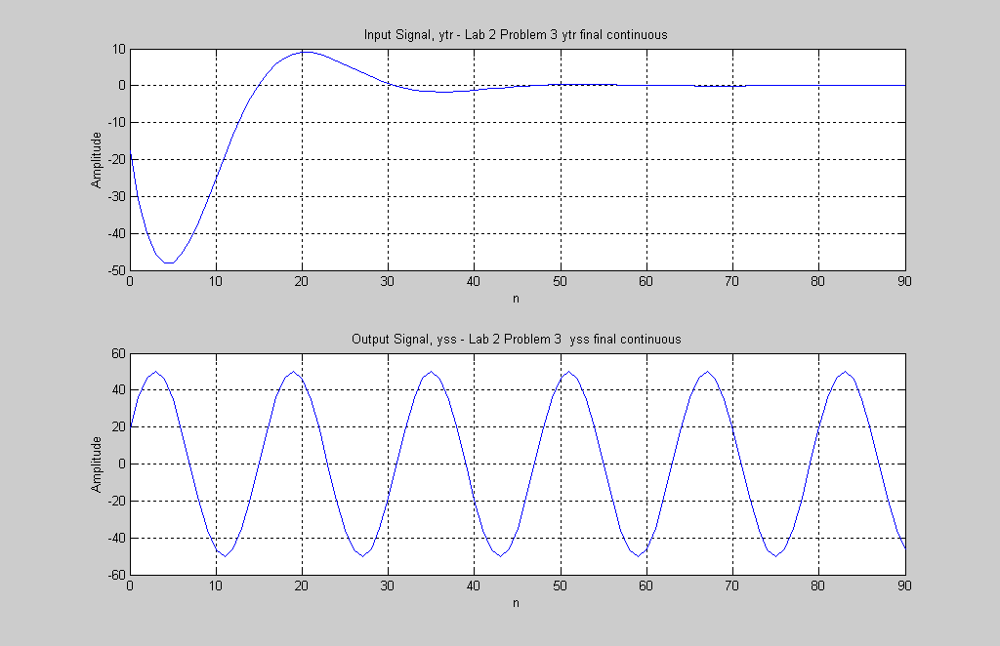 Input Signal, ytr - Lab 2 Problem 3 ytr final continuous
Amplitude
10
0
-10
-20
-30
-40
-50
0 10 20 30 40 50 60 70 80 90
n
Output Signal, yss - Lab 2 Problem 3  yss final continuous
Amplitude
60
40
20
0
-20
-40
-60
0 10 20 30 40 50 60 70 80 90
n